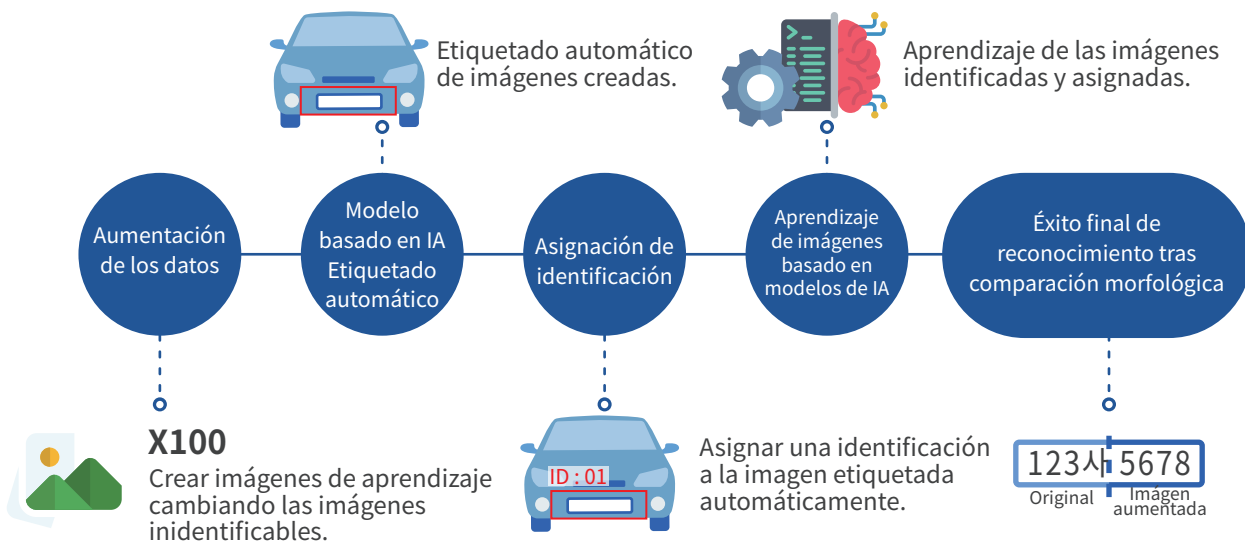 Etiquetado automático
de imágenes creadas.
Aprendizaje de las imágenes
identificadas y asignadas.
Aumentación
de los datos
Modelo
basado en IA
Etiquetado
automático
Asignación de
identificación
Aprendizaje
de imágenes
basado en
modelos de IA
Éxito final de
reconocimiento tras
comparación morfológica
X100
Crear imágenes de aprendizaje
cambiando las imágenes
inidentificables.
ID : 01
Asignar una identificación
a la imagen etiquetada
automáticamente.
123사 5678
Original
Imágen
aumentada